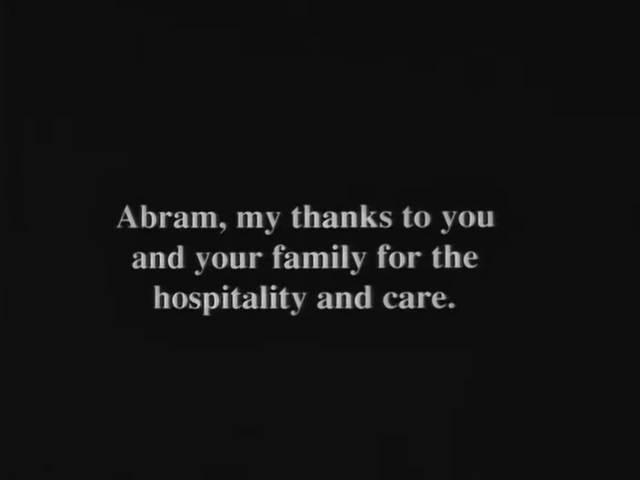 Abram, my thanks to you
and your family for the
hospitality and care.